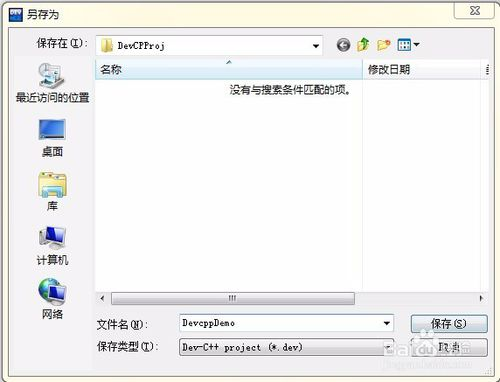 另存为
保存在(I):
DevCPProj
名称
修改日期
没有与搜索条件匹配的项。
最近访问的位置
桌面
库
计算机
网络
文件名(N):
DevcppDemo
保存(S)
保存类型(T):
Dev-C++ project (*.dev)
取消